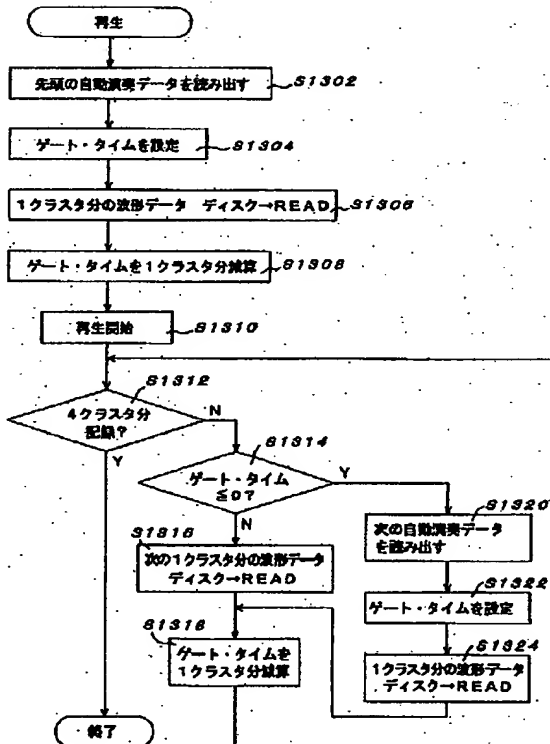 再生
先頭の自動演奏データを読み出す
S1302
ゲート・タイムを設定
S1304
1クラスタ分の波形データ ディスク→READ
S1306
ゲート・タイムを1クラスタ分減算
S1308
再生開始
S1310
S1312
4クラスタ分
記録?
N
Y
S1314
ゲート・タイム
≦0?
Y
N
S1316
次の1クラスタ分の波形データ
ディスク→READ
S1320
次の自動演奏データ
を読み出す
S1322
ゲート・タイムを設定
S1318
ゲート・タイムを
1クラスタ分減算
S1324
1クラスタ分の波形データ
ディスク→READ
終了